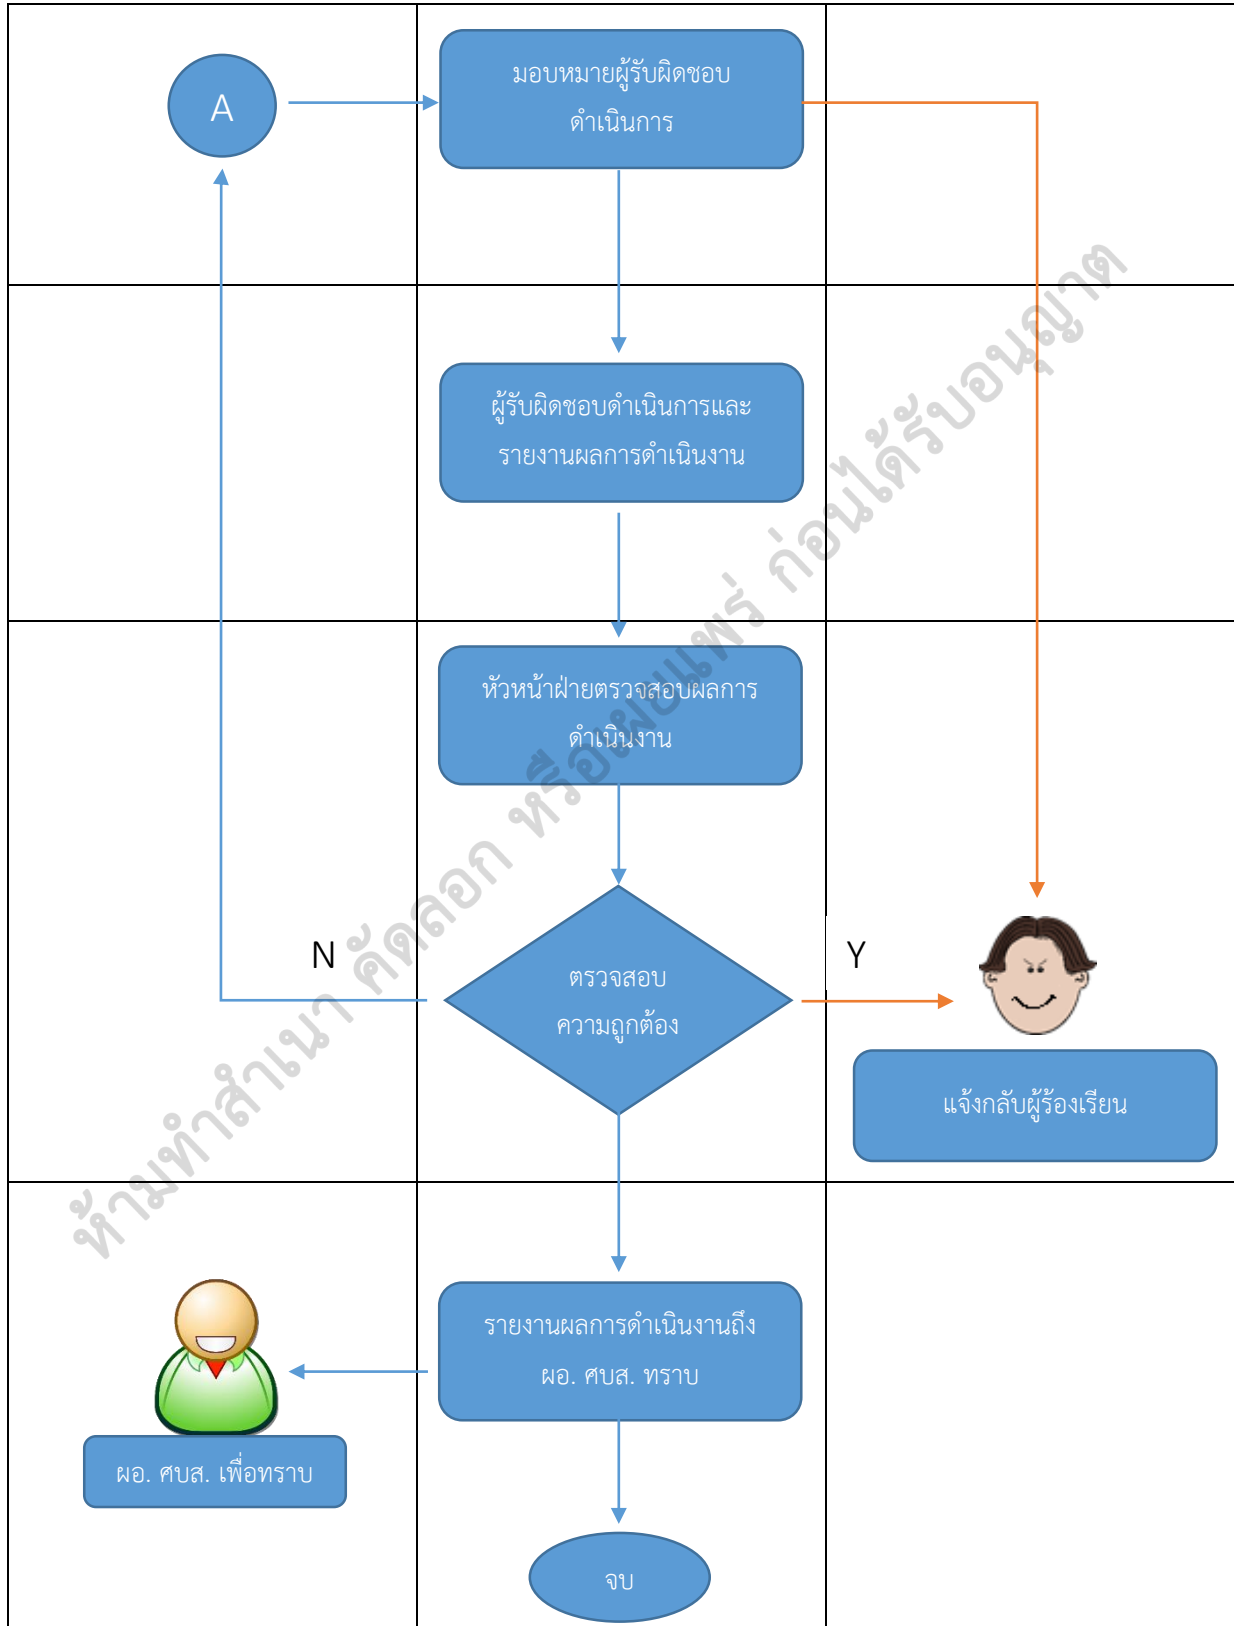 A
มอบหมายผู้รับผิดชอบ
ดำเนินการ
ผู้รับผิดชอบดำเนินการและ
รายงานผลการดำเนินงาน
หัวหน้าฝ่ายตรวจสอบผลการ
ดำเนินงาน
N
ตรวจสอบ
ความถูกต้อง
Y
แจ้งกลับผู้ร้องเรียน
รายงานผลการดำเนินงานถึง
ผอ. ศบส. ทราบ
ผอ. ศบส. เพื่อทราบ
จบ
ห้ามทำสำเนา คัดลอก หรือเผยแพร่ ก่อนได้รับอนุญาต